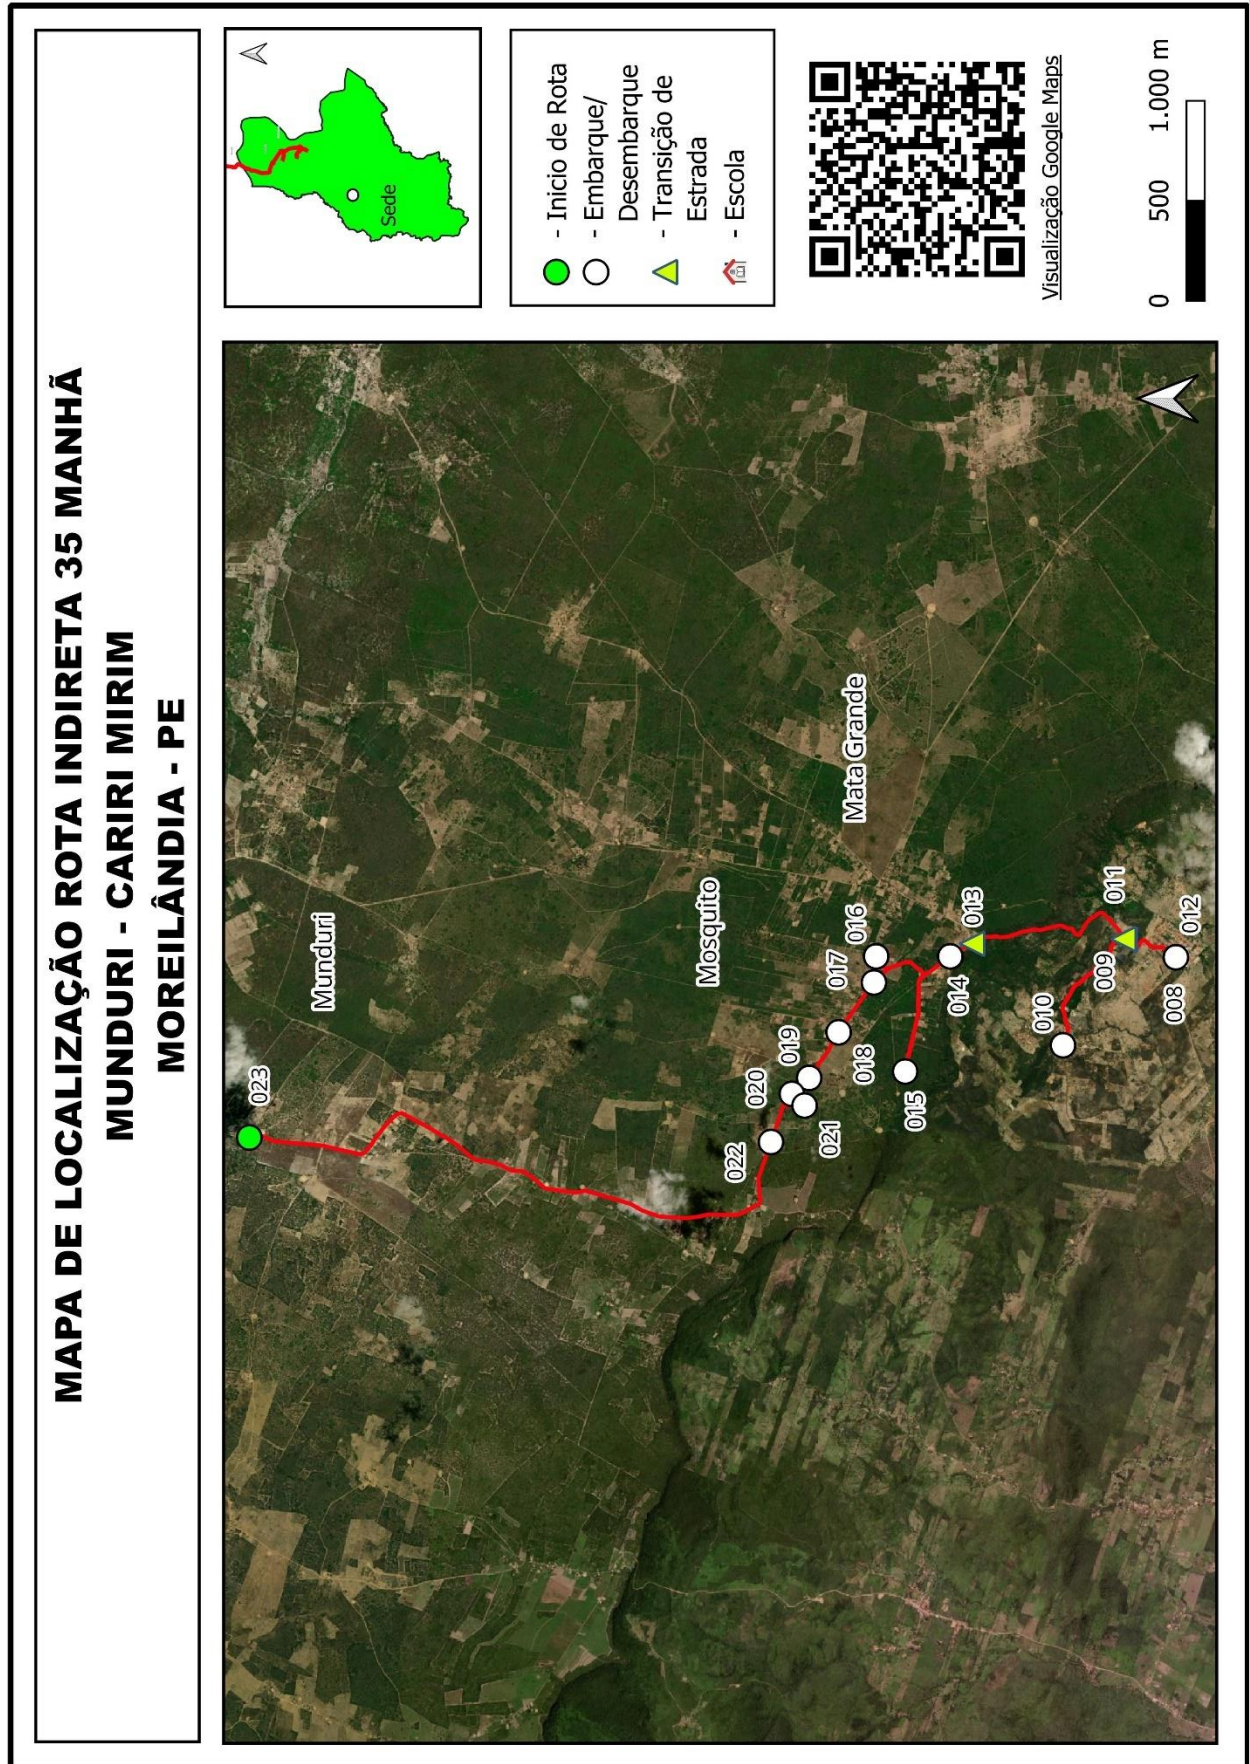 MAPA DE LOCALIZAÇÃO ROTA INDIRETA 35 MANHÃ
MUNDURI - CARIRI MIRIM
MOREILÂNDIA - PE
Sede
- Inicio de Rota
- Embarque/
Desembarque
- Transição de
Estrada
- Escola
Visualização Google Maps
0 500 1.000 m
023
Munduri
Mosquito
Mata Grande
022
020
019
021
018
017
016
015
014
013
010
009
011
008
012